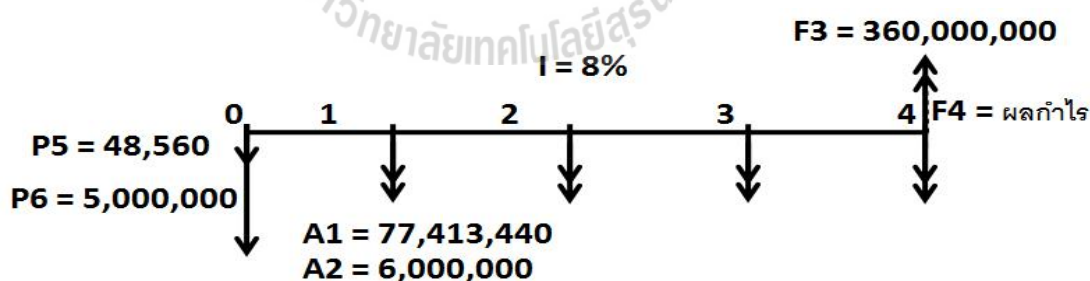 F3 = 360,000,000
I = 8%
0 1 2 3 4
F4 = ผลกำไร
P5 = 48,560
P6 = 5,000,000
A1 = 77,413,440
A2 = 6,000,000